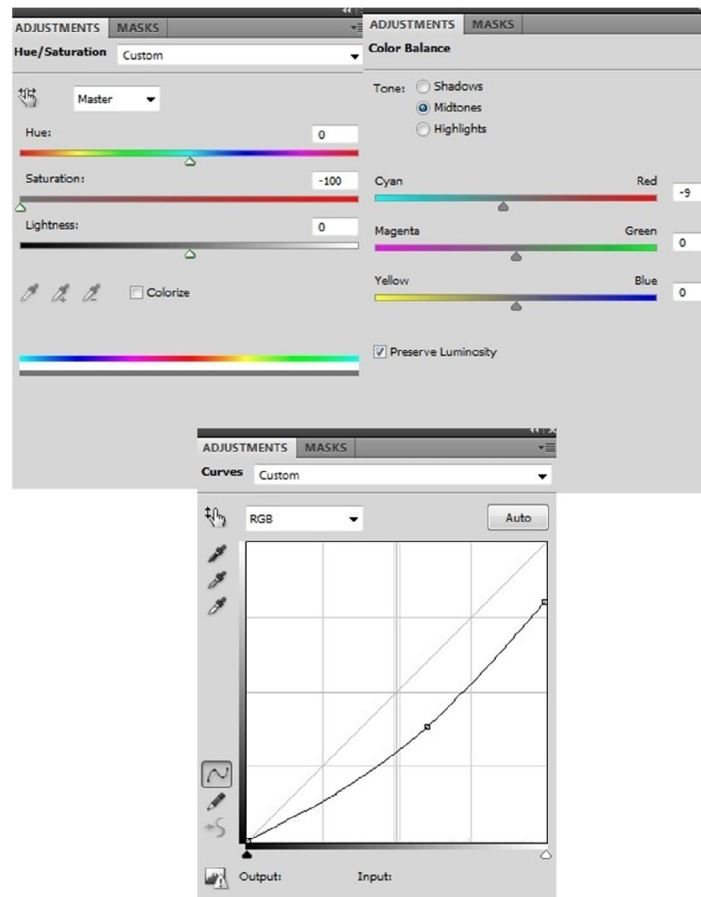 ADJUSTMENTS MASKS
Hue/Saturation Custom
Master
Hue: 0
Saturation: -100
Lightness: 0
Colorize
ADJUSTMENTS MASKS
Color Balance
Tone: Shadows
Midtones
Highlights
Cyan Red -9
Magenta Green 0
Yellow Blue 0
Preserve Luminosity
ADJUSTMENTS MASKS
Curves Custom
RGB Auto
Output: Input: